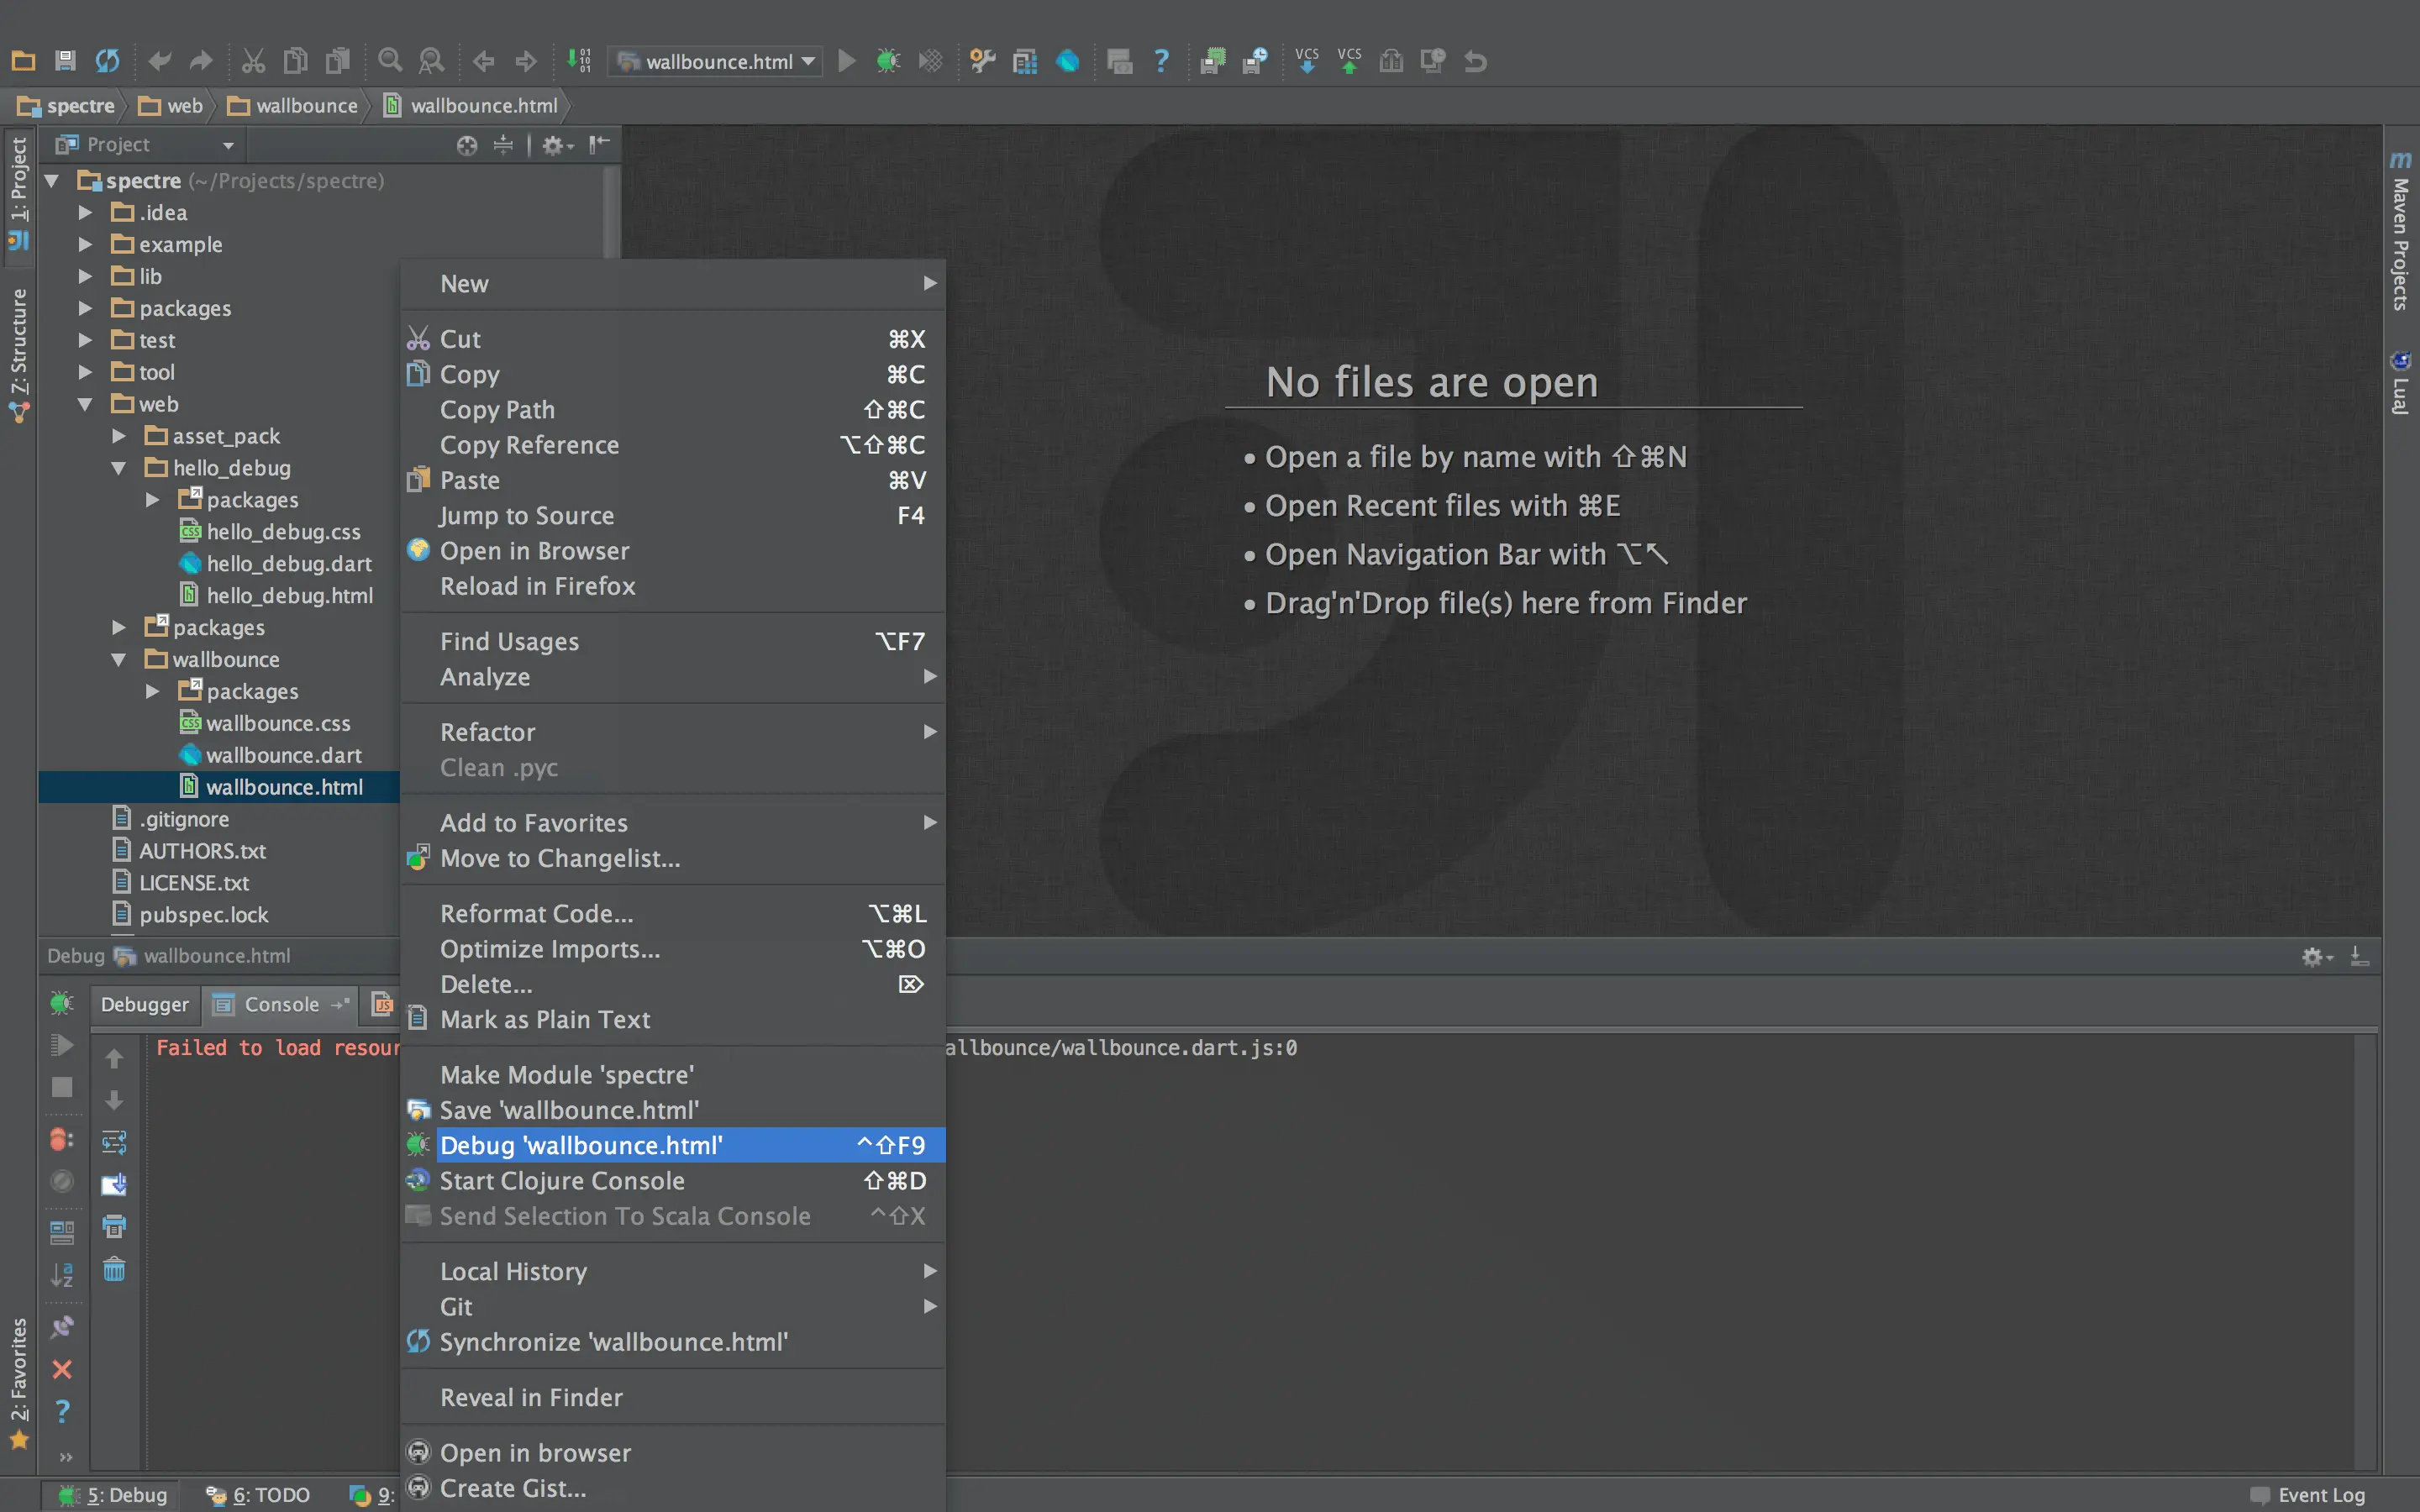 wallbounce.html
VCS VCS
spectre web wallbounce wallbounce.html
1: Project
Z: Structure
2: Favorites
Project
spectre (~/Projects/spectre)
.idea
example
lib
packages
test
tool
web
asset_pack
hello_debug
packages
hello_debug.css
hello_debug.dart
hello_debug.html
packages
wallbounce
packages
wallbounce.css
wallbounce.dart
wallbounce.html
.gitignore
AUTHORS.txt
LICENSE.txt
pubspec.lock
New
Cut ⌘X
Copy ⌘C
Copy Path ⇧⌘C
Copy Reference ⌥⇧⌘C
Paste ⌘V
Jump to Source F4
Open in Browser
Reload in Firefox
Find Usages ⌥F7
Analyze
Refactor
Clean .pyc
Add to Favorites
Move to Changelist...
Reformat Code... ⌥⌘L
Optimize Imports... ⌥⌘O
Delete... ⌦
Mark as Plain Text
Make Module 'spectre'
Save 'wallbounce.html'
Debug 'wallbounce.html' ^⇧F9
Start Clojure Console ⇧⌘D
Send Selection To Scala Console ^⇧X
Local History
Git
Synchronize 'wallbounce.html'
Reveal in Finder
Open in browser
Create Gist...
No files are open
• Open a file by name with ⇧⌘N
• Open Recent files with ⌘E
• Open Navigation Bar with ⌥↖
• Drag'n'Drop file(s) here from Finder
Maven Projects
LuaJ
Debug wallbounce.html
Debugger Console
Failed to load resour allbounce/wallbounce.dart.js:0
5: Debug 6: TODO 9:
Event Log